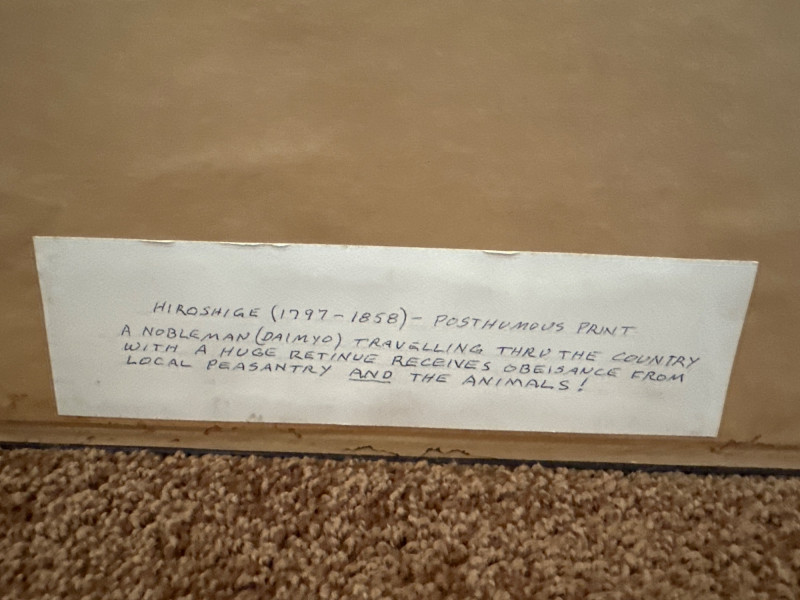 HIROSHIGE (1797-1858) - POSTHUMOUS PRINT
A NOBLEMAN (DAIMYO) TRAVELLING THRU THE COUNTRY
WITH A HUGE RETINUE RECEIVES OBEISANCE FROM
LOCAL PEASANTRY AND THE ANIMALS!